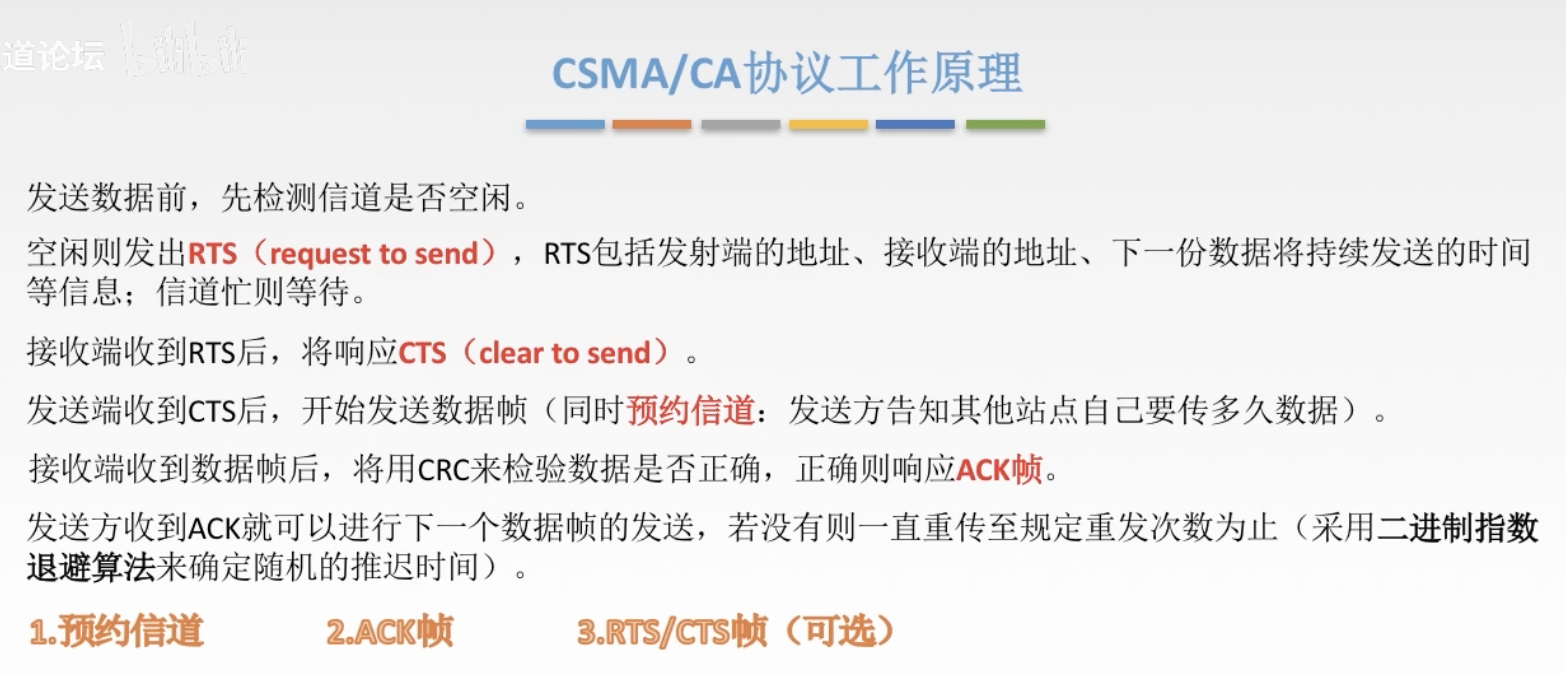 道论坛 bilibili
CSMA/CA协议工作原理
发送数据前，先检测信道是否空闲。
空闲则发出RTS（request to send），RTS包括发射端的地址、接收端的地址、下一份数据将持续发送的时间
等信息；信道忙则等待。
接收端收到RTS后，将响应CTS（clear to send）。
发送端收到CTS后，开始发送数据帧（同时预约信道：发送方告知其他站点自己要传多久数据）。
接收端收到数据帧后，将用CRC来检验数据是否正确，正确则响应ACK帧。
发送方收到ACK就可以进行下一个数据帧的发送，若没有则一直重传至规定重发次数为止（采用二进制指数
退避算法来确定随机的推迟时间）。
1.预约信道 2.ACK帧 3.RTS/CTS帧（可选）